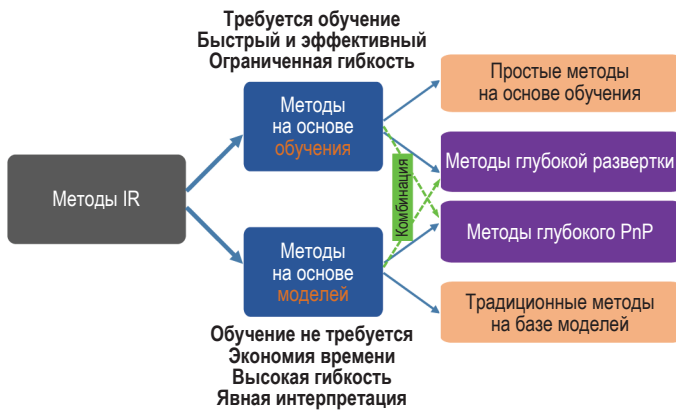 Требуется обучение
Быстрый и эффективный
Ограниченная гибкость
Методы IR
Методы
на основе
обучения
Методы
на основе
моделей
Комбинация
Простые методы
на основе обучения
Методы глубокой развертки
Методы глубокого PnP
Традиционные методы
на базе моделей
Обучение не требуется
Экономия времени
Высокая гибкость
Явная интерпретация